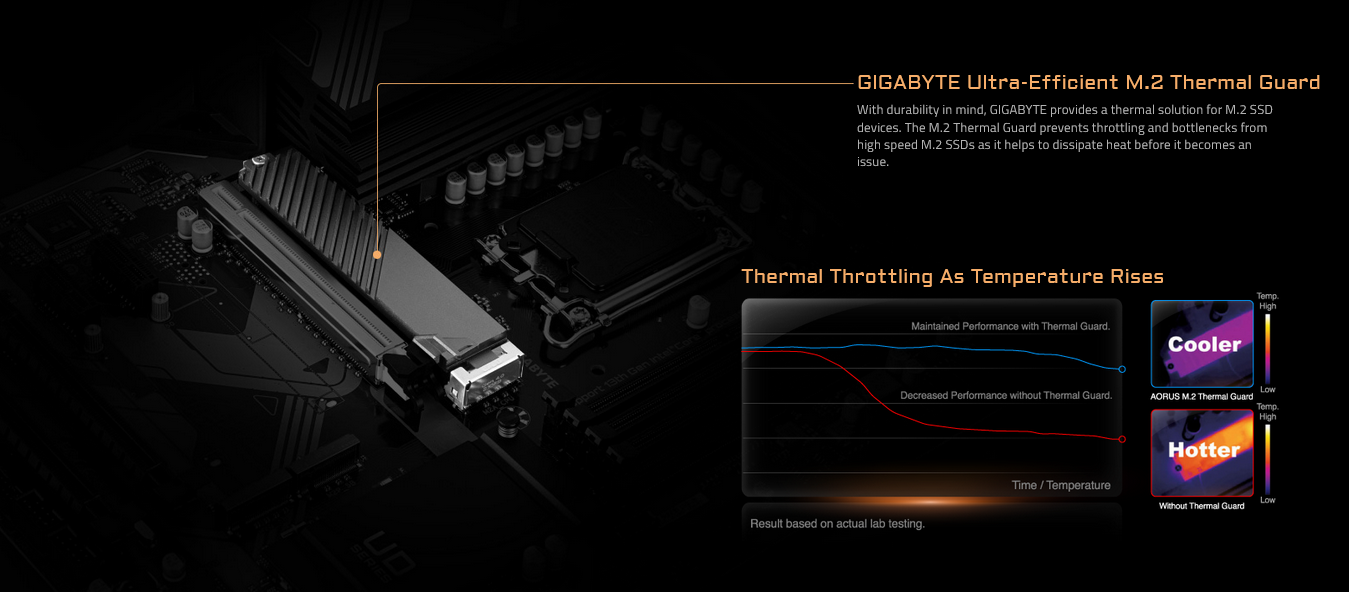 GIGABYTE Ultra-Efficient M.2 Thermal Guard
With durability in mind, GIGABYTE provides a thermal solution for M.2 SSD
devices. The M.2 Thermal Guard prevents throttling and bottlenecks from
high speed M.2 SSDs as it helps to dissipate heat before it becomes an
issue.
Thermal Throttling As Temperature Rises
Maintained Performance with Thermal Guard.
Decreased Performance without Thermal Guard.
Time / Temperature
Result based on actual lab testing.
Temp.
High
Cooler
Low
AORUS M.2 Thermal Guard
Temp.
High
Hotter
Low
Without Thermal Guard
GIGABYTE
UD